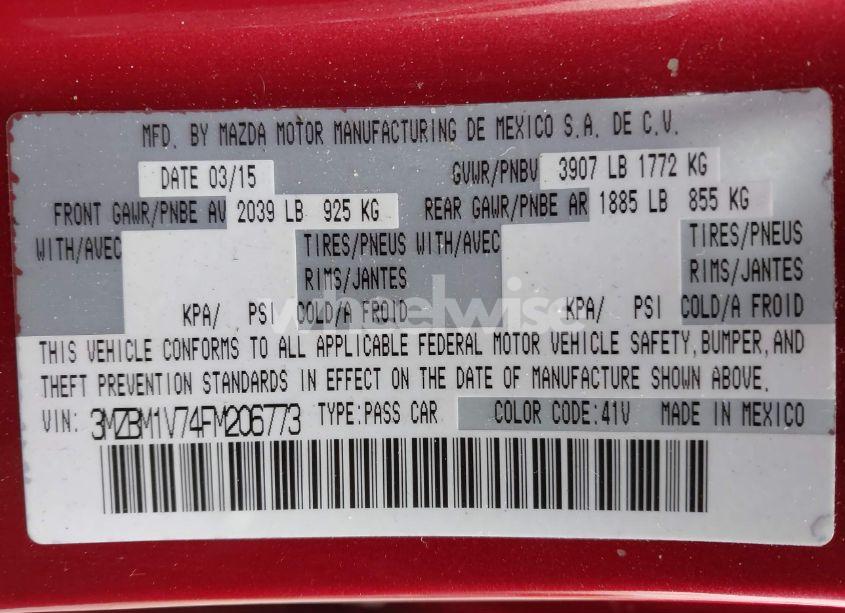 MFD. BY MAZDA MOTOR MANUFACTURING DE MEXICO S.A. DE C.V.
DATE 03/15 GVWR/PNBV 3907 LB 1772 KG
FRONT GAWR/PNBE AV 2039 LB 925 KG REAR GAWR/PNBE AR 1885 LB 855 KG
WITH/AVEC TIRES/PNEUS WITH/AVEC TIRES/PNEUS
RIMS/JANTES RIMS/JANTES
KPA/ PSI COLD/A FROID KPA/ PSI COLD/A FROID
wheelwise
THIS VEHICLE CONFORMS TO ALL APPLICABLE FEDERAL MOTOR VEHICLE SAFETY, BUMPER, AND
THEFT PREVENTION STANDARDS IN EFFECT ON THE DATE OF MANUFACTURE SHOWN ABOVE.
VIN: 3MZBM1V74FM206773 TYPE:PASS CAR COLOR CODE:41V MADE IN MEXICO